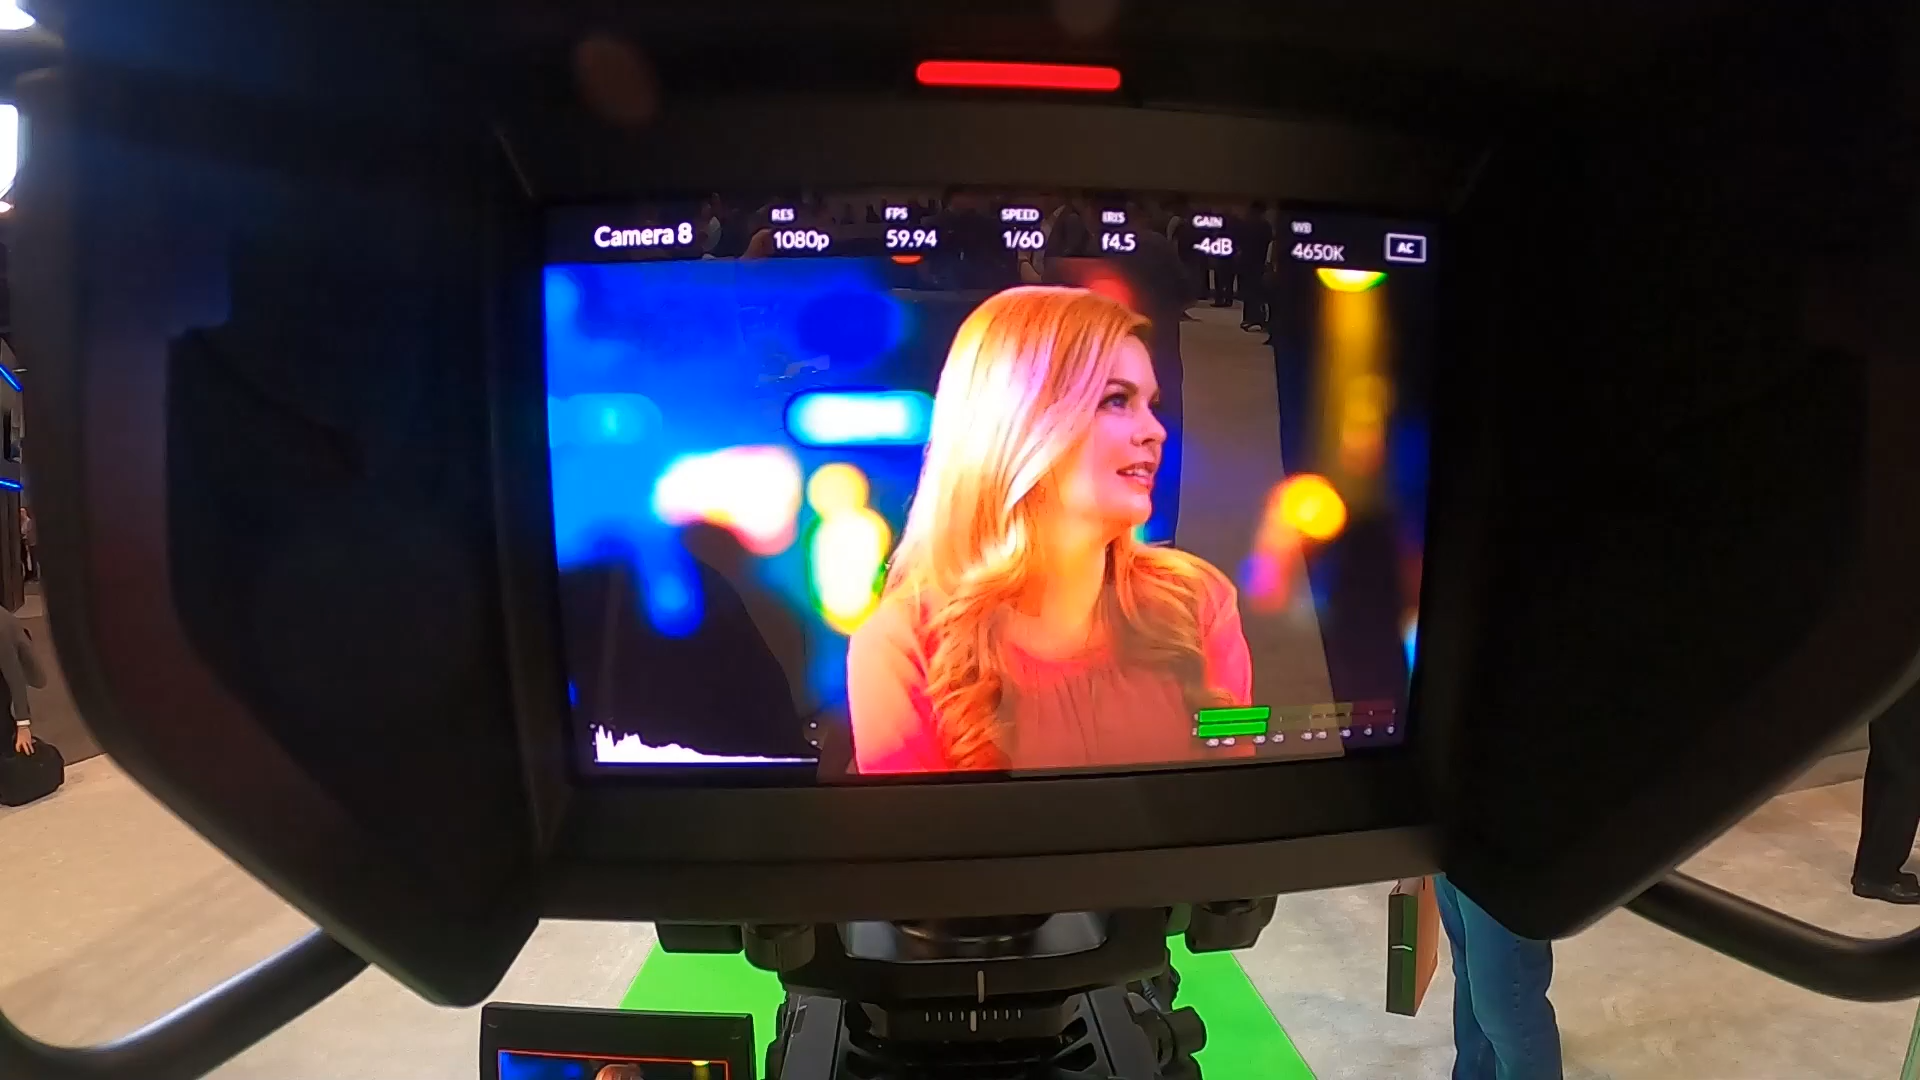 Camera 8
RES FPS SPEED IRIS GAIN WB
1080p 59.94 1/60 f4.5 -4dB 4650K AC